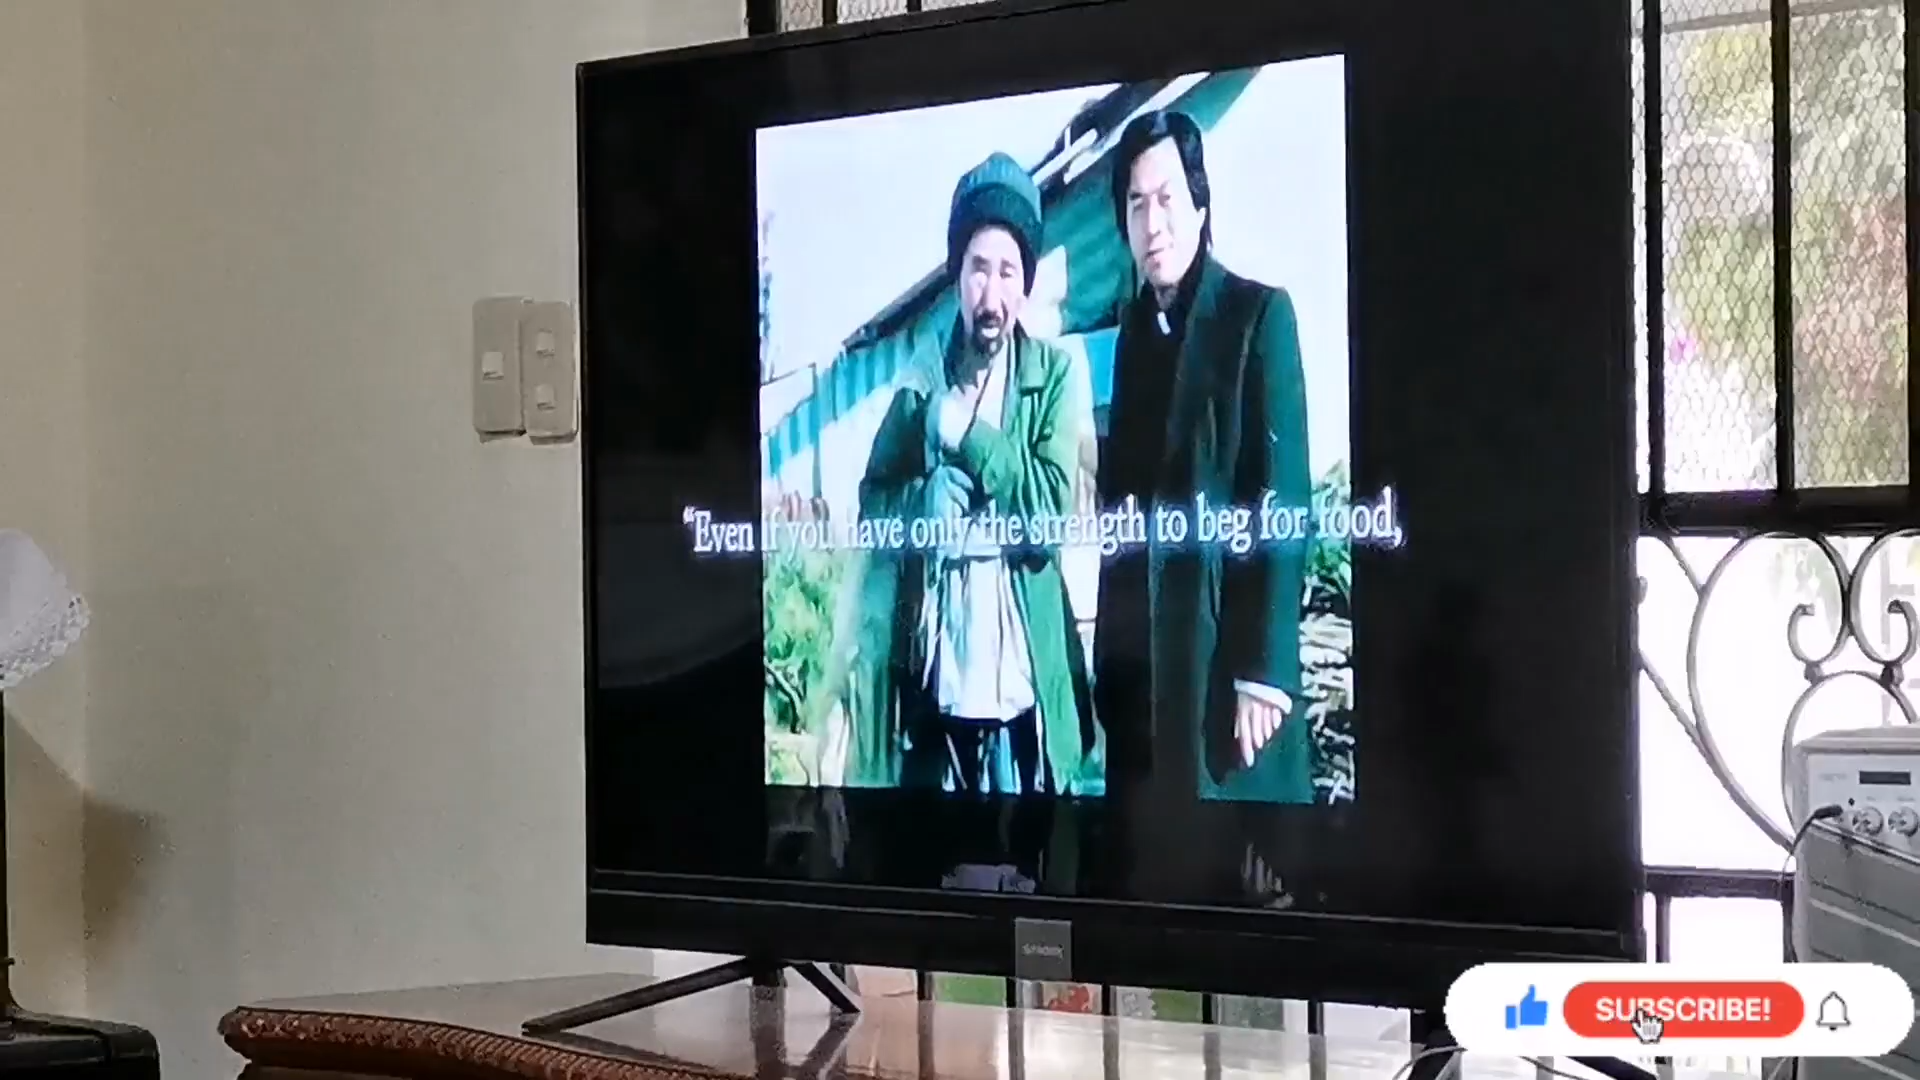 “Even if you have only the strength to beg for food,
SUBSCRIBE!